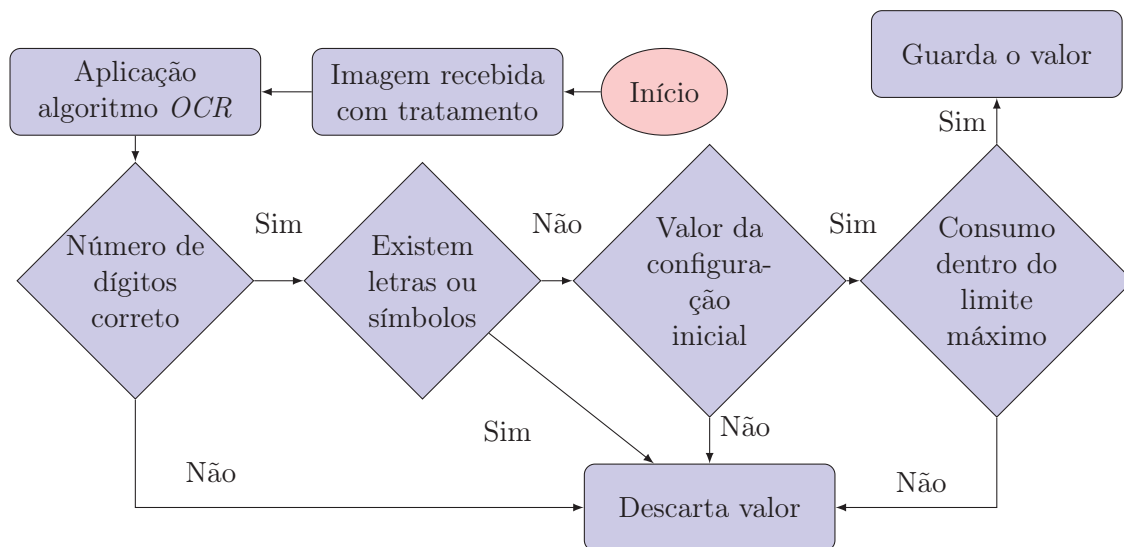 Início
Imagem recebida
com tratamento
Aplicação
algoritmo OCR
Guarda o valor
Sim
Número de
dígitos
correto
Sim
Existem
letras ou
símbolos
Não
Valor da
configura-
ção
inicial
Sim
Consumo
dentro do
limite
máximo
Não
Sim
Não
Não
Descarta valor